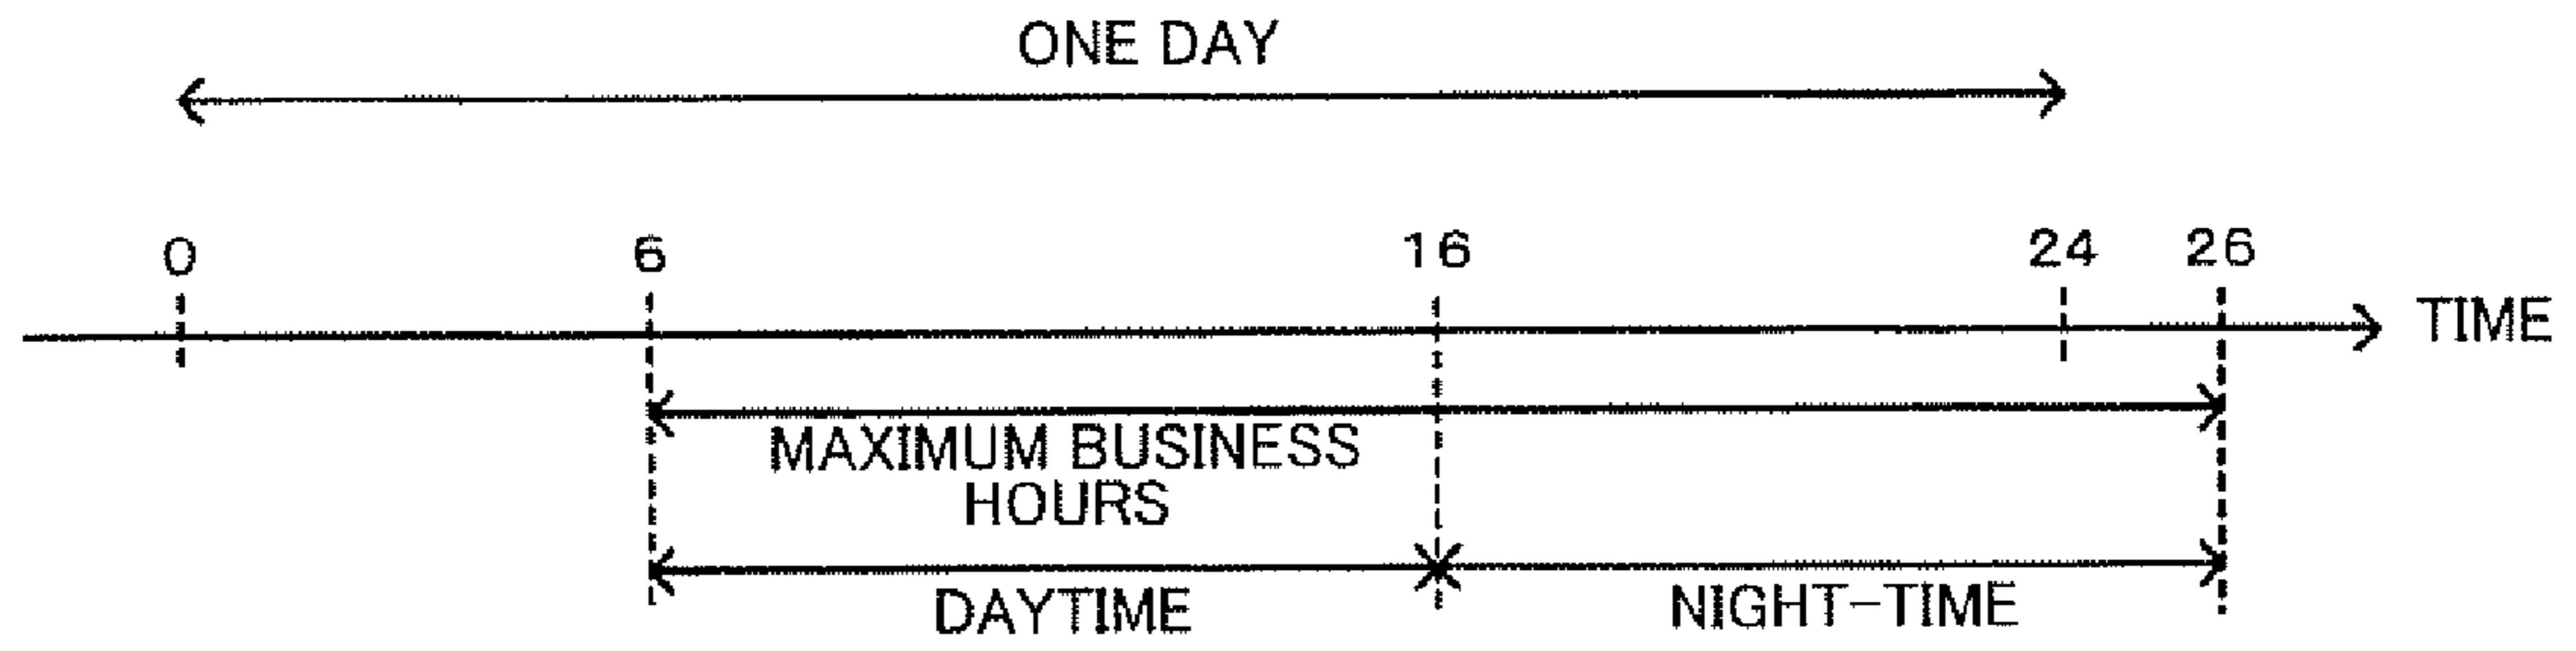 ONE DAY
0 6 16 24 26
TIME
MAXIMUM BUSINESS
HOURS
DAYTIME
NIGHT-TIME